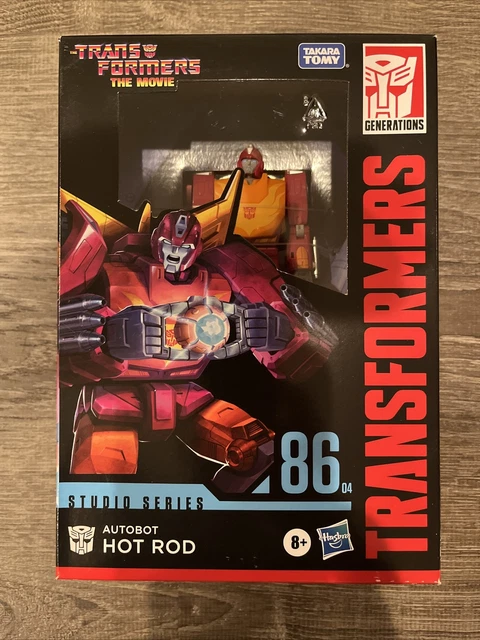 TRANSFORMERS
THE MOVIE
TAKARA
TOMY
GENERATIONS
TRANSFORMERS
86
04
STUDIO SERIES
AUTOBOT
HOT ROD
8+
Hasbro